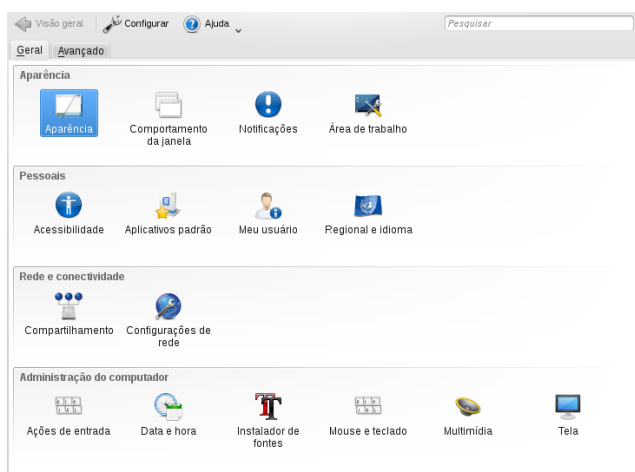 Visão geral Configurar Ajuda Pesquisar
Geral Avançado
Aparência
Aparência Comportamento da janela Notificações Área de trabalho
Pessoais
Acessibilidade Aplicativos padrão Meu usuário Regional e idioma
Rede e conectividade
Compartilhamento Configurações de rede
Administração do computador
Ações de entrada Data e hora Instalador de fontes Mouse e teclado Multimídia Tela